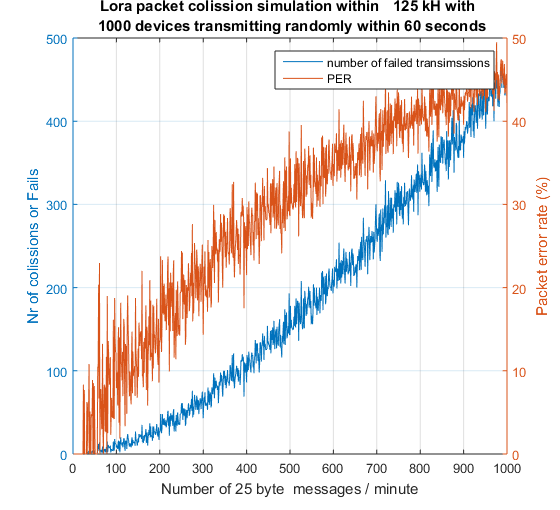 Lora packet colission simulation within 125 kH with
1000 devices transmitting randomly within 60 seconds
number of failed transimssions
PER
Nr of colissions or Fails
500
400
300
200
100
0
Packet error rate (%)
50
40
30
20
10
0
0 100 200 300 400 500 600 700 800 900 1000
Number of 25 byte messages / minute